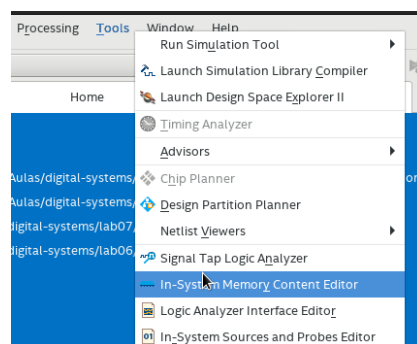 Processing Tools Window Help
Run Simulation Tool
Launch Simulation Library Compiler
Home
Launch Design Space Explorer II
Timing Analyzer
Advisors
Aulas/digital-systems/
Chip Planner
or
Aulas/digital-systems/
Design Partition Planner
digital-systems/lab07,
Netlist Viewers
digital-systems/lab06,
Signal Tap Logic Analyzer
In-System Memory Content Editor
Logic Analyzer Interface Editor
In-System Sources and Probes Editor